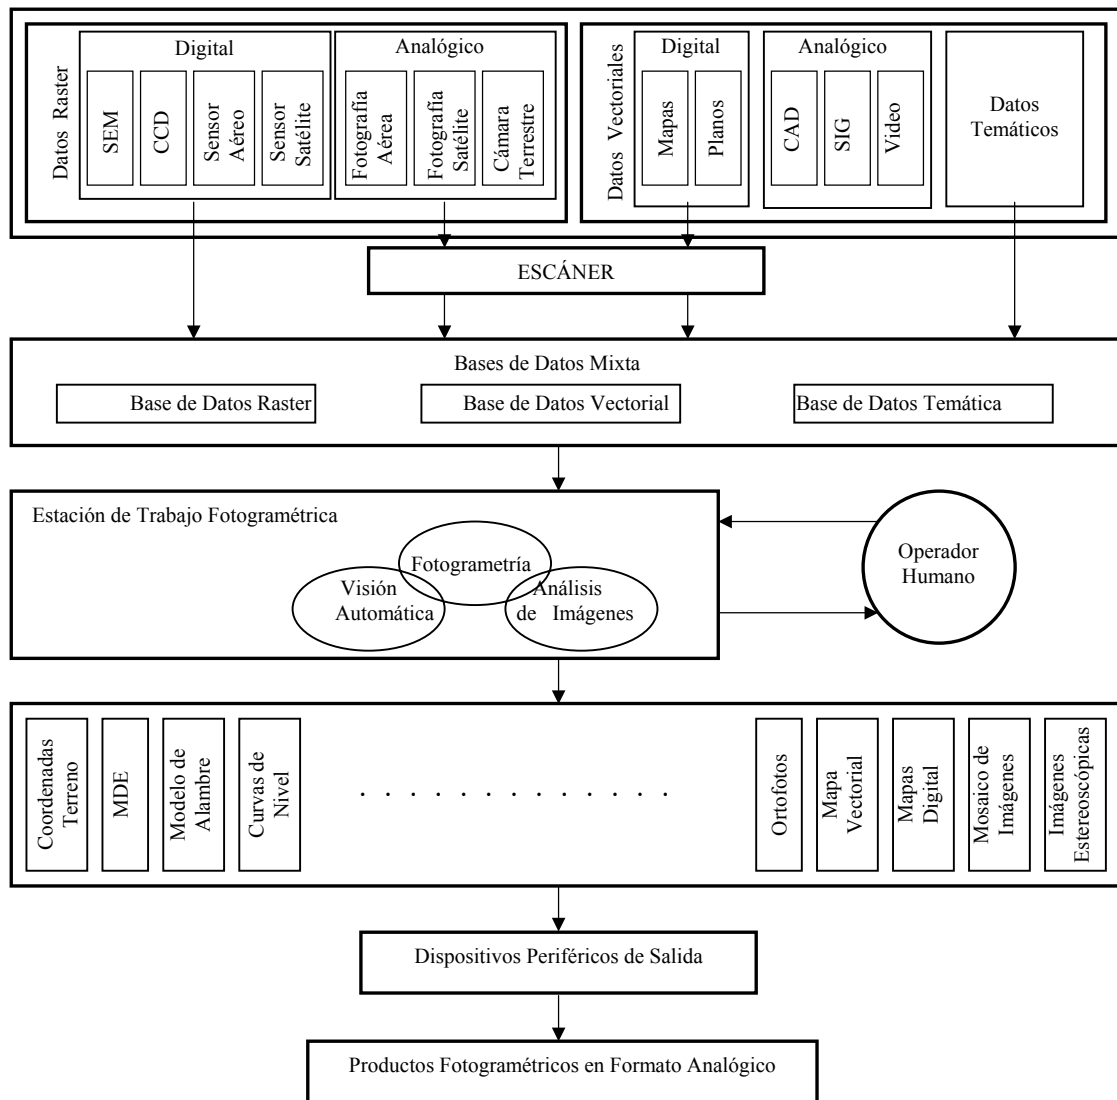 Datos Raster
Digital
SEM
CCD
Sensor
Aéreo
Sensor
Satélite
Analógico
Fotografía
Aérea
Fotografía
Satélite
Cámara
Terrestre
Datos Vectoriales
Digital
Mapas
Planos
Analógico
CAD
SIG
Video
Datos
Temáticos
ESCÁNER
Bases de Datos Mixta
Base de Datos Raster
Base de Datos Vectorial
Base de Datos Temática
Estación de Trabajo Fotogramétrica
Fotogrametría
Visión
Automática
Análisis
de Imágenes
Operador
Humano
Coordenadas
Terreno
MDE
Modelo de
Alambre
Curvas de
Nivel
. . . . . . . . . . . . .
Ortofotos
Mapa
Vectorial
Mapas
Digital
Mosaico de
Imágenes
Imágenes
Estereoscópicas
Dispositivos Periféricos de Salida
Productos Fotogramétricos en Formato Analógico